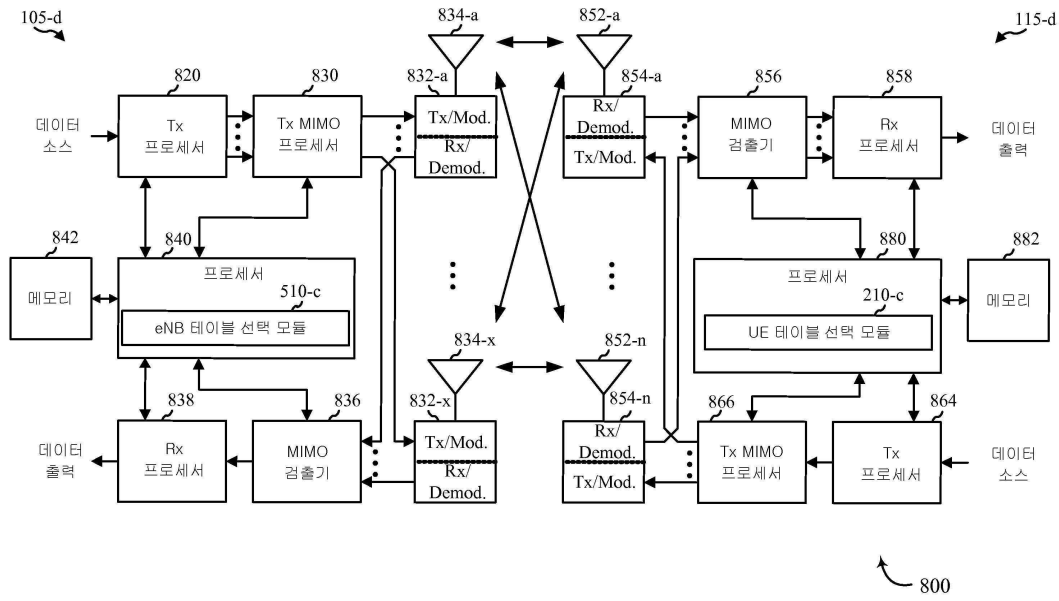 105-d
834-a
852-a
115-d
820
830
832-a
854-a
856
858
데이터
소스
Tx
프로세서
Tx MIMO
프로세서
Tx/Mod.
Rx/
Demod.
Rx/
Demod.
Tx/Mod.
MIMO
검출기
Rx
프로세서
데이터
출력
842
840
880
882
메모리
프로세서
510-c
eNB 테이블 선택 모듈
프로세서
210-c
UE 테이블 선택 모듈
메모리
834-x
852-n
838
836
832-x
854-n
866
864
데이터
출력
Rx
프로세서
MIMO
검출기
Tx/Mod.
Rx/
Demod.
Rx/
Demod.
Tx/Mod.
Tx MIMO
프로세서
Tx
프로세서
데이터
소스
800